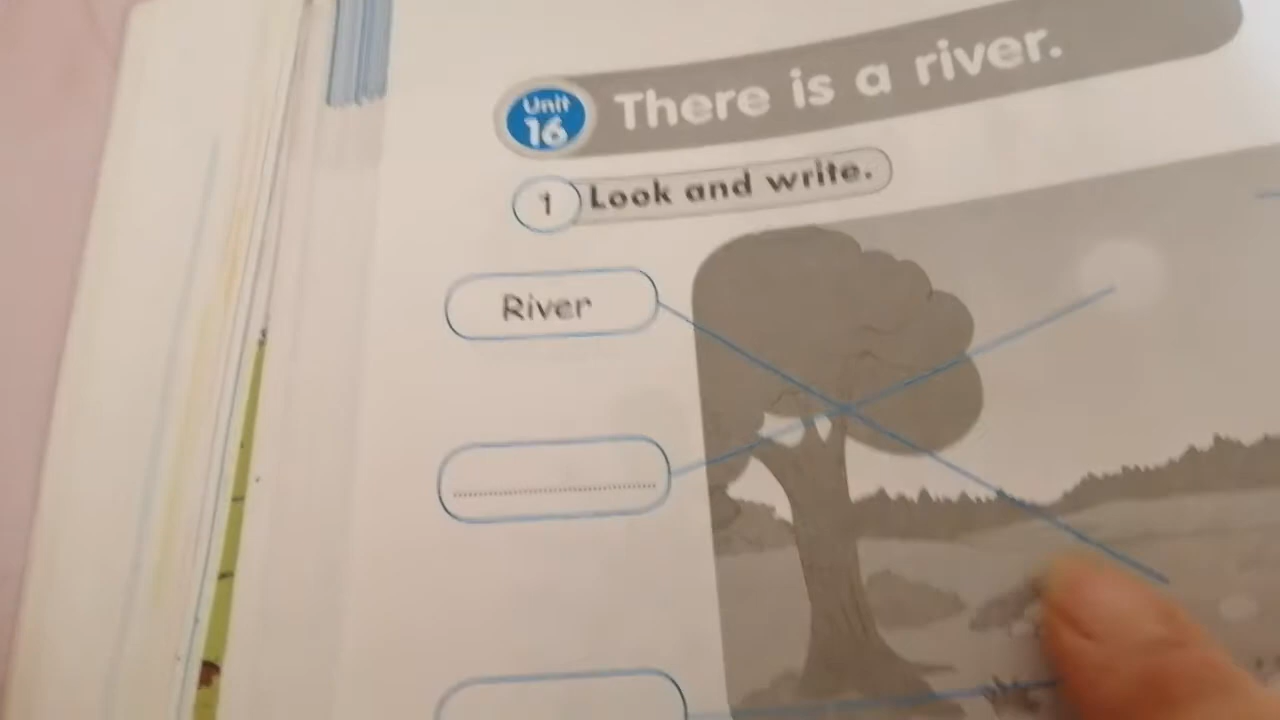 Unit
16
There is a river.
1 Look and write.
River